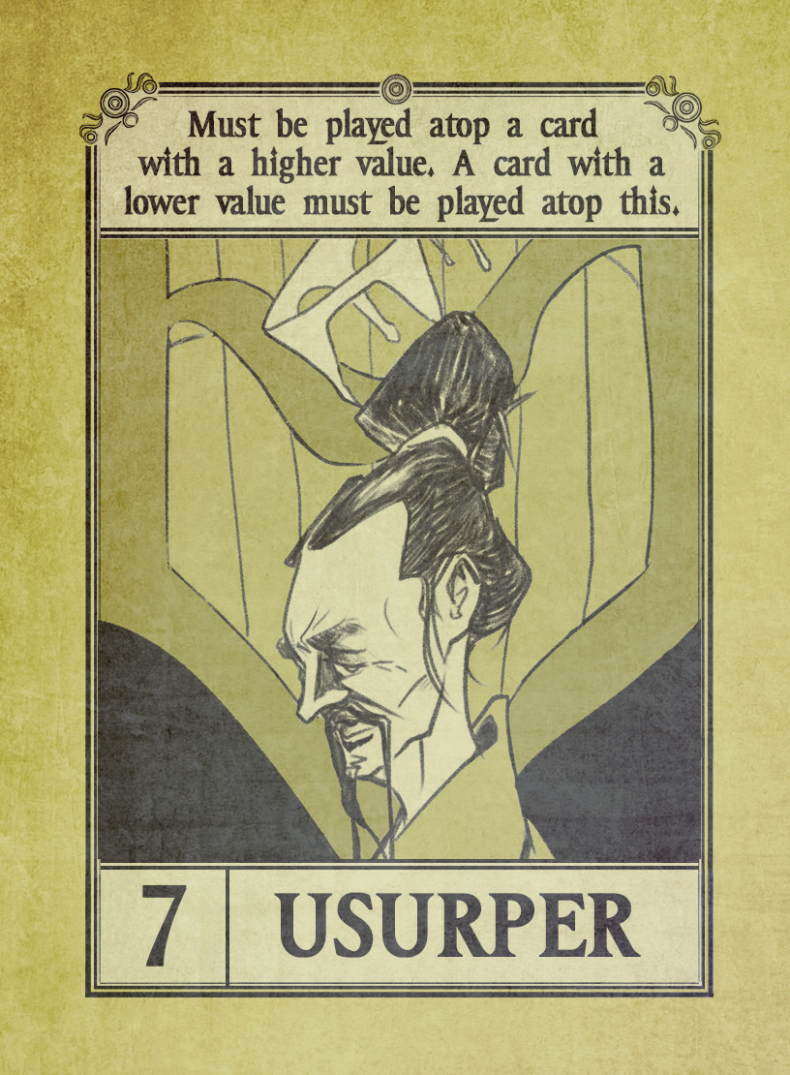 Must be played atop a card
with a higher value. A card with a
lower value must be played atop this.
7 USURPER